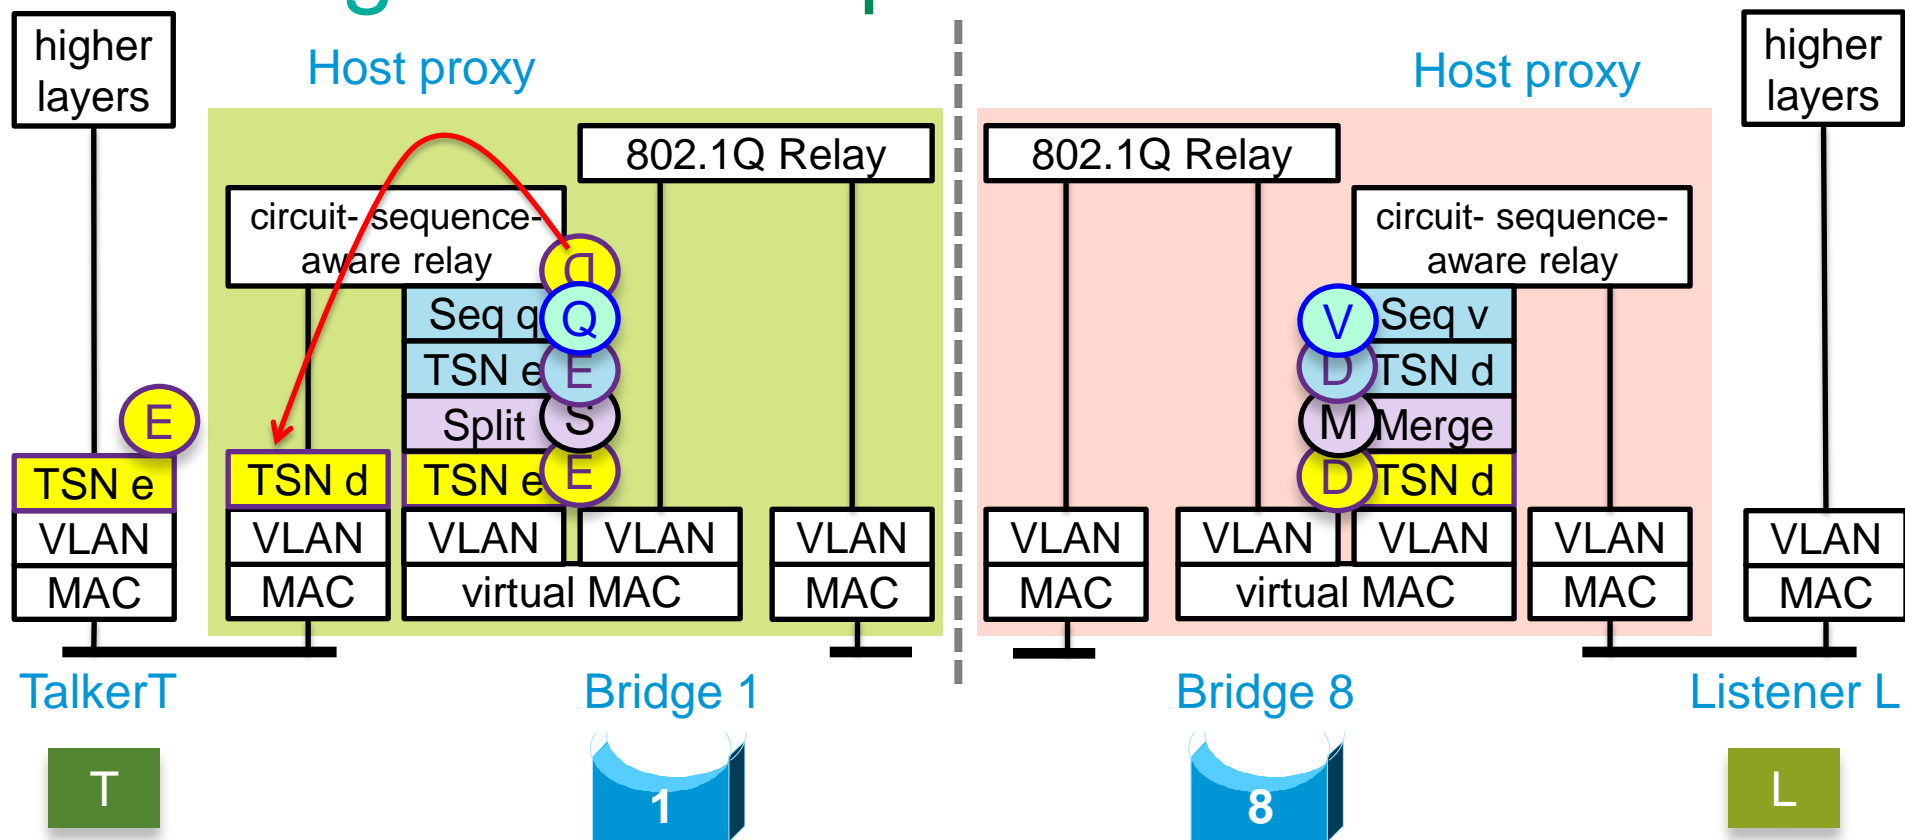 higher
layers
Host proxy
Host proxy
higher
layers
802.1Q Relay
802.1Q Relay
circuit- sequence-
aware relay
circuit- sequence-
aware relay
D
Seq q
Q
V
Seq v
TSN e
E
D
TSN d
E
Split
S
M
Merge
TSN e
TSN d
TSN e
E
D
TSN d
VLAN
VLAN
VLAN
VLAN
VLAN
VLAN
VLAN
VLAN
VLAN
VLAN
MAC
MAC
virtual MAC
MAC
MAC
virtual MAC
MAC
MAC
TalkerT
Bridge 1
Bridge 8
Listener L
T
1
8
L